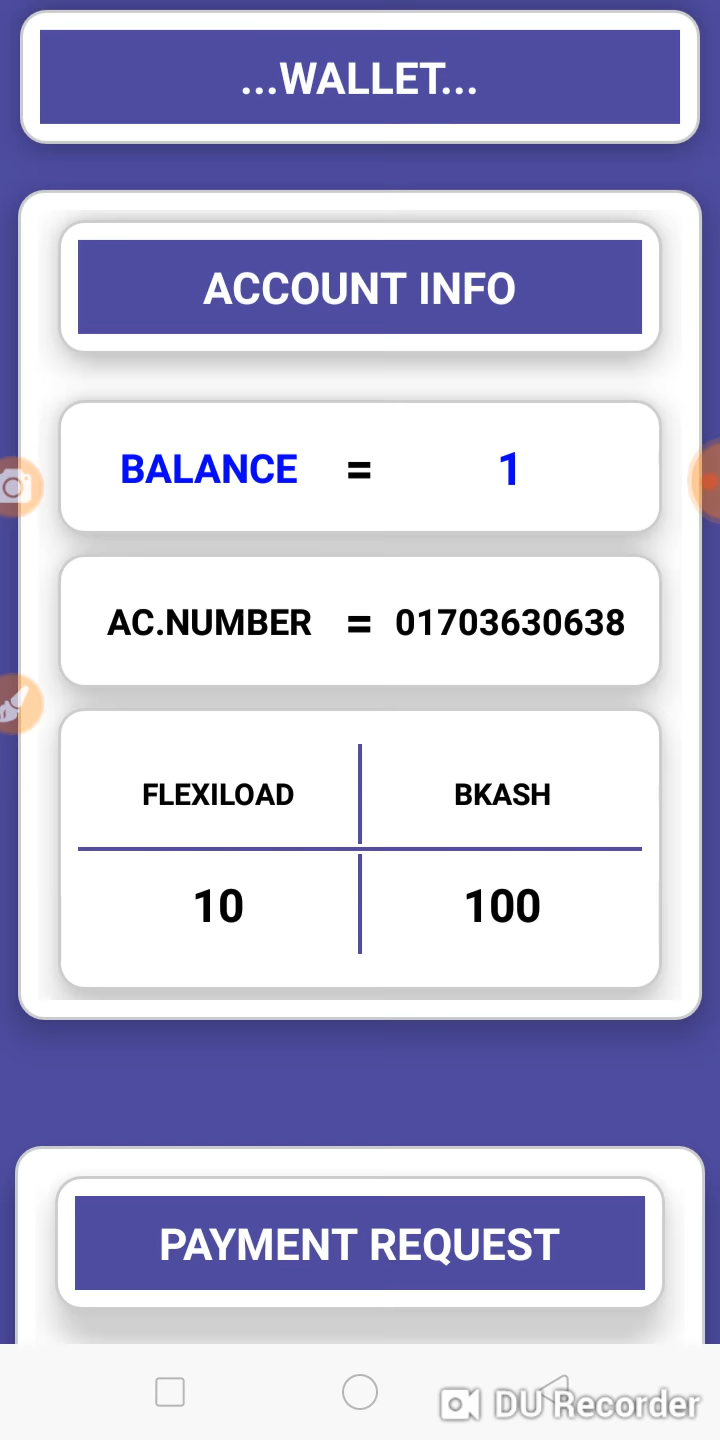 ...WALLET...
ACCOUNT INFO
BALANCE = 1
AC.NUMBER = 01703630638
FLEXILOAD BKASH
10 100
PAYMENT REQUEST
DU Recorder